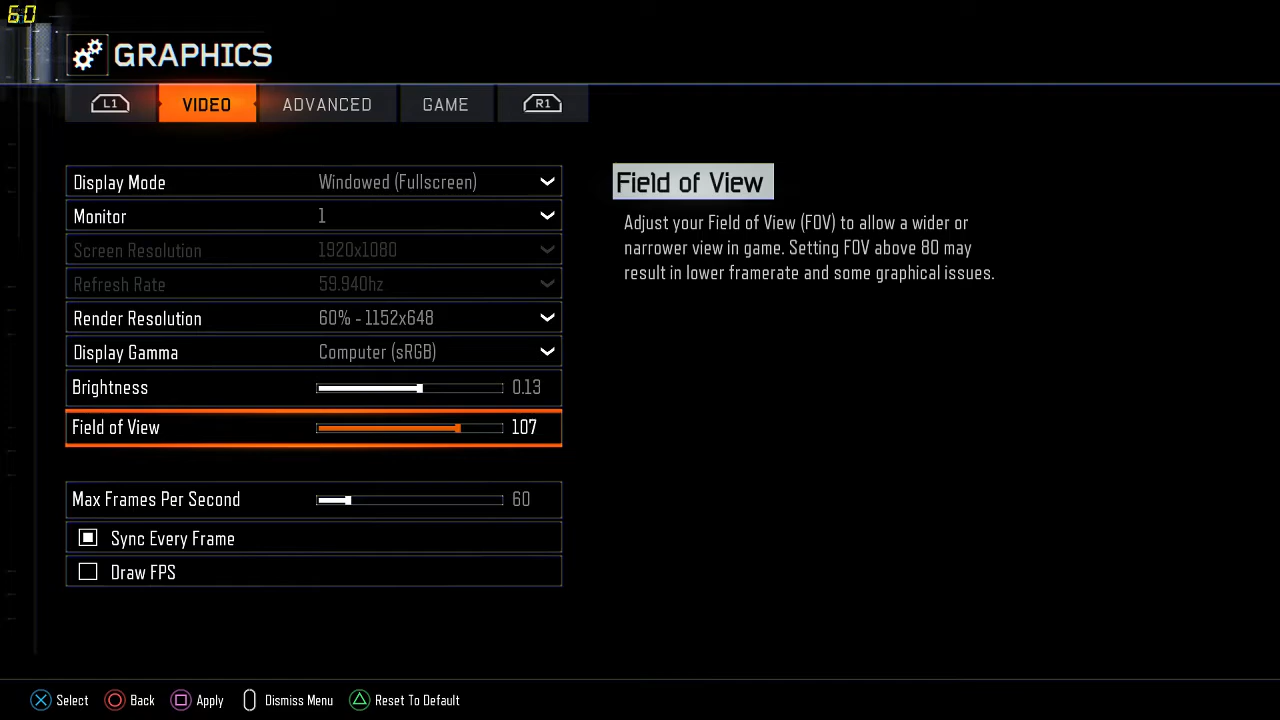 60
GRAPHICS
L1 VIDEO ADVANCED GAME R1
Display Mode Windowed (Fullscreen)
Monitor 1
Screen Resolution 1920x1080
Refresh Rate 59.940hz
Render Resolution 60% - 1152x648
Display Gamma Computer (sRGB)
Brightness 0.13
Field of View 107
Max Frames Per Second 60
Sync Every Frame
Draw FPS
Field of View
Adjust your Field of View (FOV) to allow a wider or
narrower view in game. Setting FOV above 80 may
result in lower framerate and some graphical issues.
Select Back Apply Dismiss Menu Reset To Default